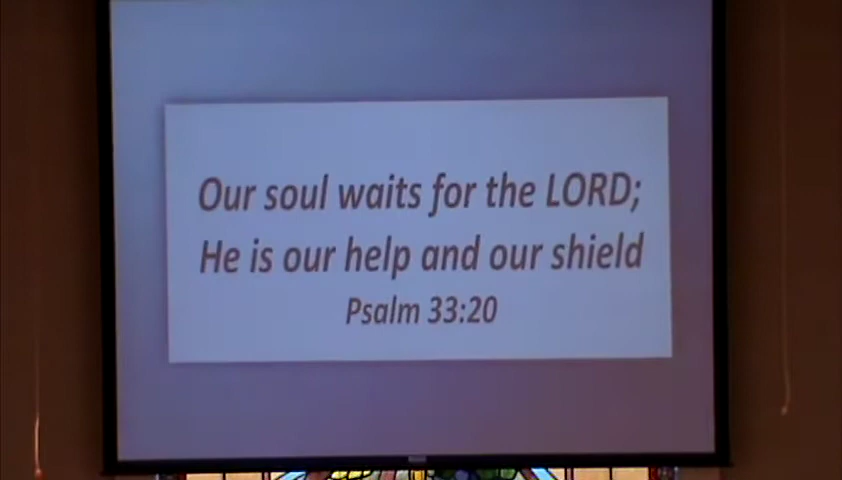 Our soul waits for the LORD;
He is our help and our shield
Psalm 33:20